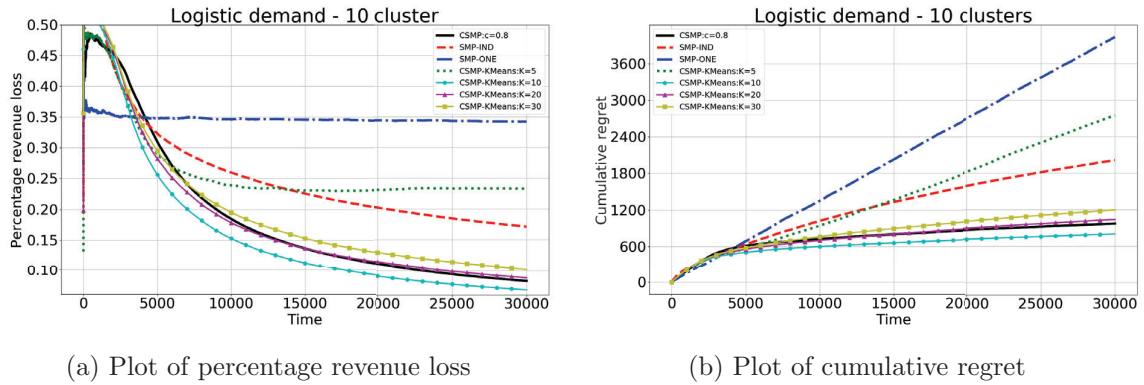 Logistic demand - 10 cluster
Percentage revenue loss
0.50
0.45
0.40
0.35
0.30
0.25
0.20
0.15
0.10
CSMP:c=0.8
SMP-IND
SMP-ONE
CSMP-KMeans:K=5
CSMP-KMeans:K=10
CSMP-KMeans:K=20
CSMP-KMeans:K=30
0 5000 10000 15000 20000 25000 30000
Time
(a) Plot of percentage revenue loss
Logistic demand - 10 clusters
Cumulative regret
3600
3000
2400
1800
1200
600
0
CSMP:c=0.8
SMP-IND
SMP-ONE
CSMP-KMeans:K=5
CSMP-KMeans:K=10
CSMP-KMeans:K=20
CSMP-KMeans:K=30
0 5000 10000 15000 20000 25000 30000
Time
(b) Plot of cumulative regret